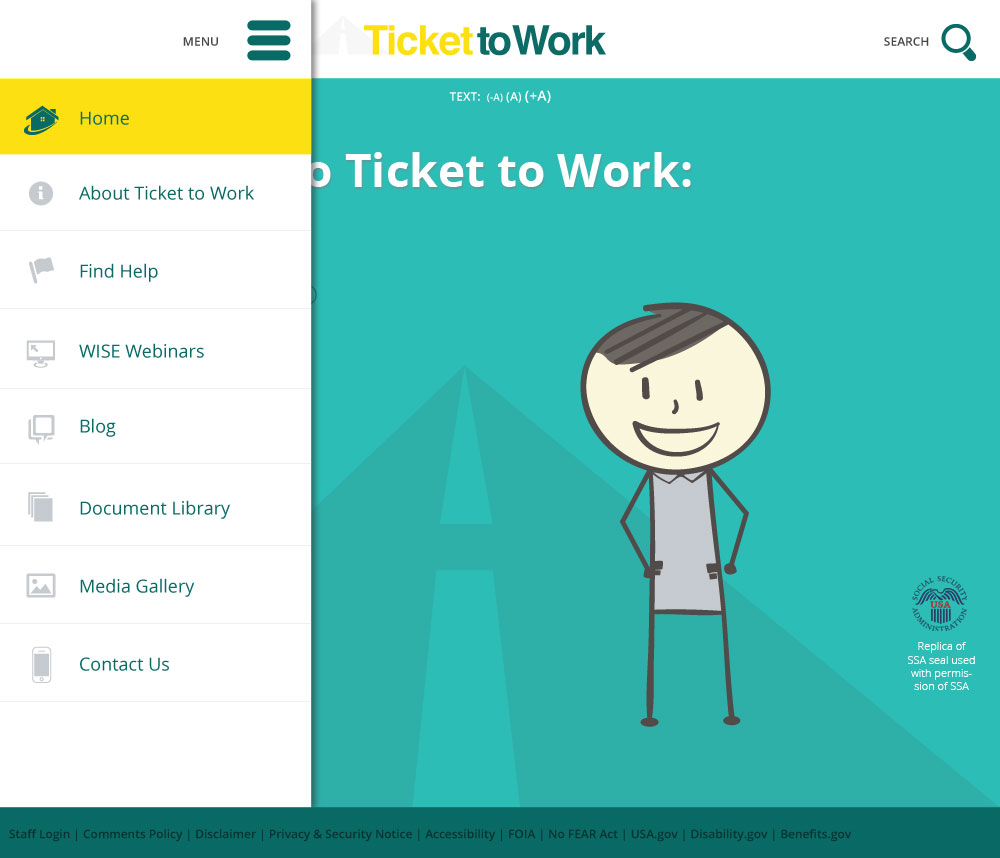 MENU
Ticket to Work
SEARCH
TEXT: (-A) (A) (+A)
o Ticket to Work:
Home
About Ticket to Work
Find Help
WISE Webinars
Blog
Document Library
Media Gallery
Contact Us
SOCIAL SECURITY
USA
ADMINISTRATION
Replica of
SSA seal used
with permis-
sion of SSA
Staff Login | Comments Policy | Disclaimer | Privacy & Security Notice | Accessibility | FOIA | No FEAR Act | USA.gov | Disability.gov | Benefits.gov